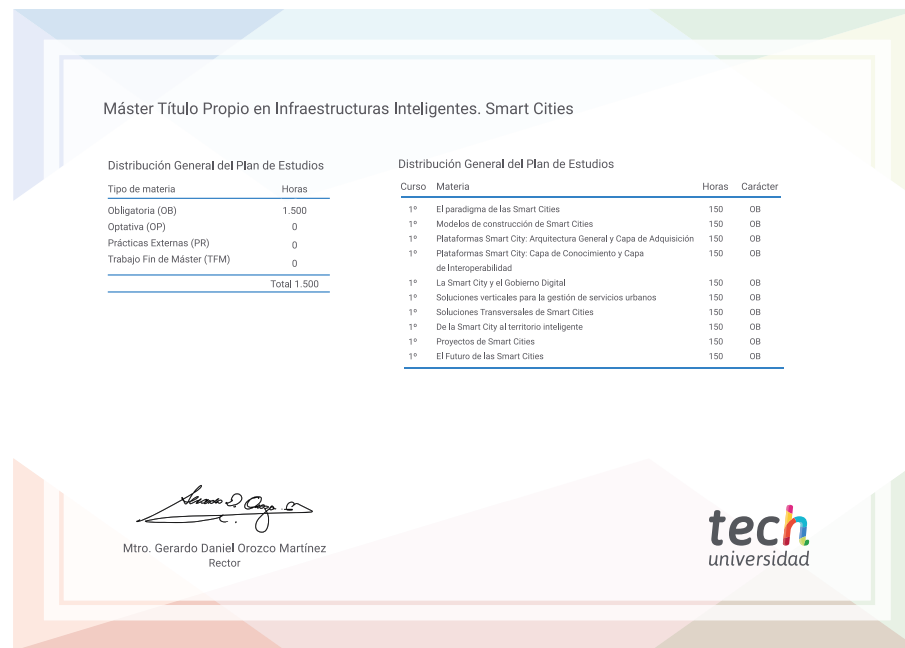 Máster Título Propio en Infraestructuras Inteligentes. Smart Cities
Distribución General del Plan de Estudios
Tipo de materia Horas
Obligatoria (OB) 1.500
Optativa (OP) 0
Prácticas Externas (PR) 0
Trabajo Fin de Máster (TFM) 0
Total 1.500
Distribución General del Plan de Estudios
Curso Materia Horas Carácter
1º El paradigma de las Smart Cities 150 OB
1º Modelos de construcción de Smart Cities 150 OB
1º Plataformas Smart City: Arquitectura General y Capa de Adquisición 150 OB
1º Plataformas Smart City: Capa de Conocimiento y Capa 150 OB
de Interoperabilidad
1º La Smart City y el Gobierno Digital 150 OB
1º Soluciones verticales para la gestión de servicios urbanos 150 OB
1º Soluciones Transversales de Smart Cities 150 OB
1º De la Smart City al territorio inteligente 150 OB
1º Proyectos de Smart Cities 150 OB
1º El Futuro de las Smart Cities 150 OB
Mtro. Gerardo Daniel Orozco Martínez
Rector
tech
universidad